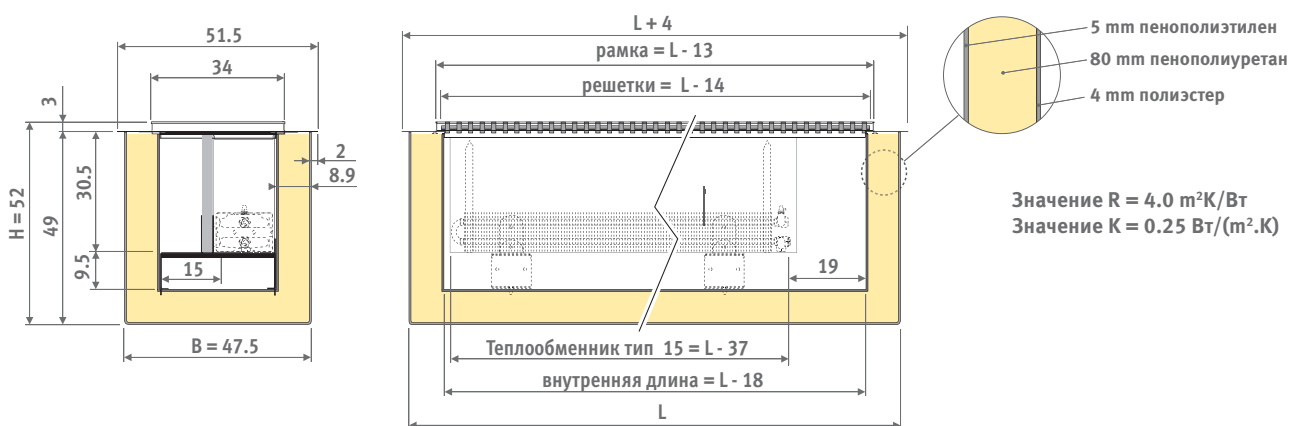 51.5
34
3
H = 52
49
30.5
9.5
15
2
8.9
B = 47.5
L + 4
рамка = L - 13
решетки = L - 14
19
Теплообменник тип 15 = L - 37
внутренняя длина = L - 18
L
5 mm пенополиэтилен
80 mm пенополиуретан
4 mm полиэстер
Значение R = 4.0 m²K/Вт
Значение K = 0.25 Вт/(m².K)